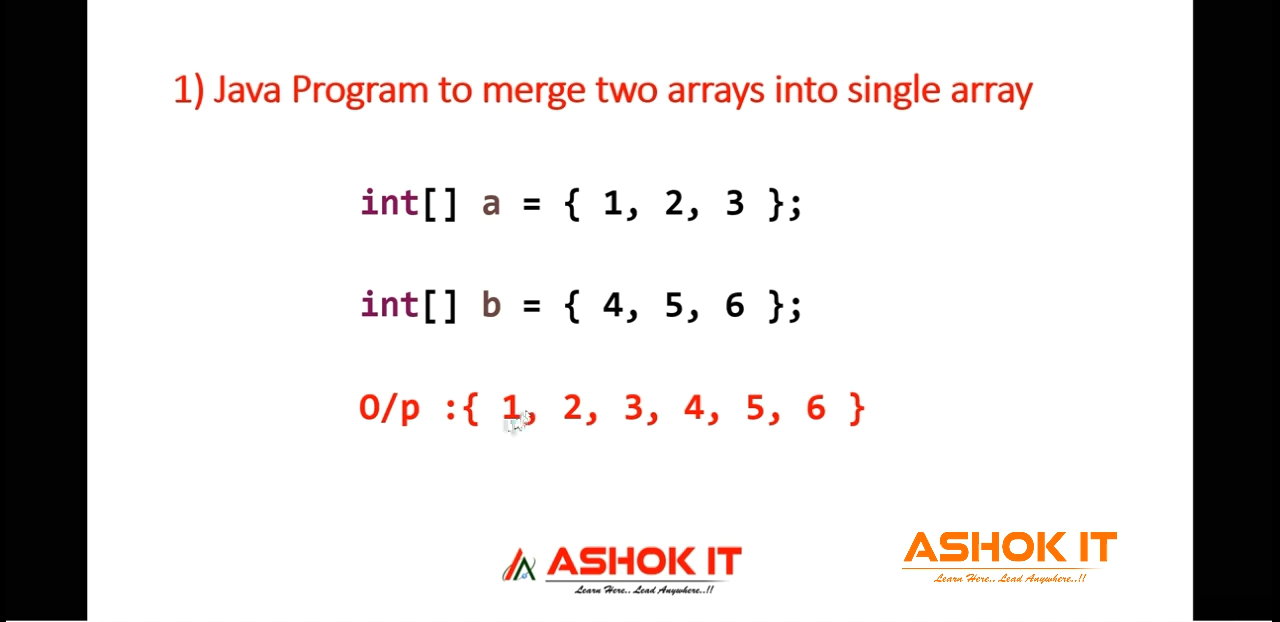 1) Java Program to merge two arrays into single array
int[] a = { 1, 2, 3 };
int[] b = { 4, 5, 6 };
O/p :{ 1, 2, 3, 4, 5, 6 }
ASHOK IT
Learn Here.. Lead Anywhere..!!
ASHOK IT
Learn Here.. Lead Anywhere..!!